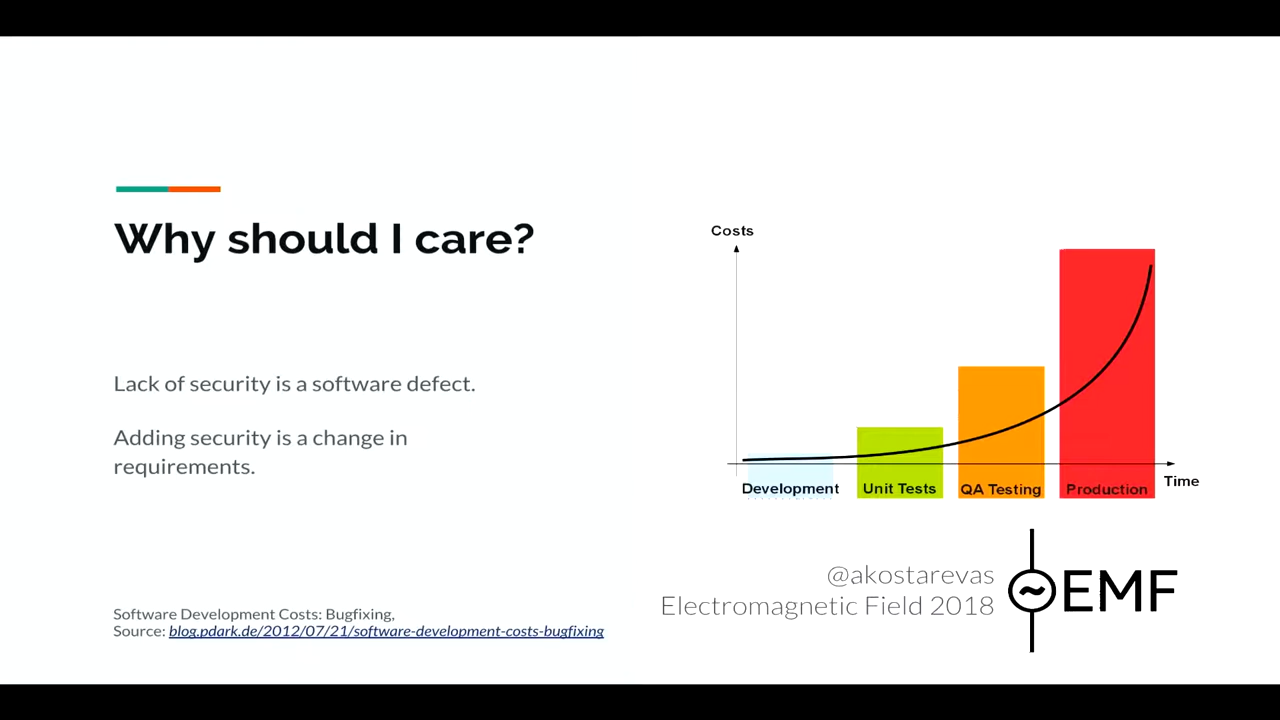 Why should I care?
Lack of security is a software defect.
Adding security is a change in
requirements.
Software Development Costs: Bugfixing,
Source: blog.pdark.de/2012/07/21/software-development-costs-bugfixing
Costs
Development
Unit Tests
QA Testing
Production
Time
@akostarevas
Electromagnetic Field 2018
EMF